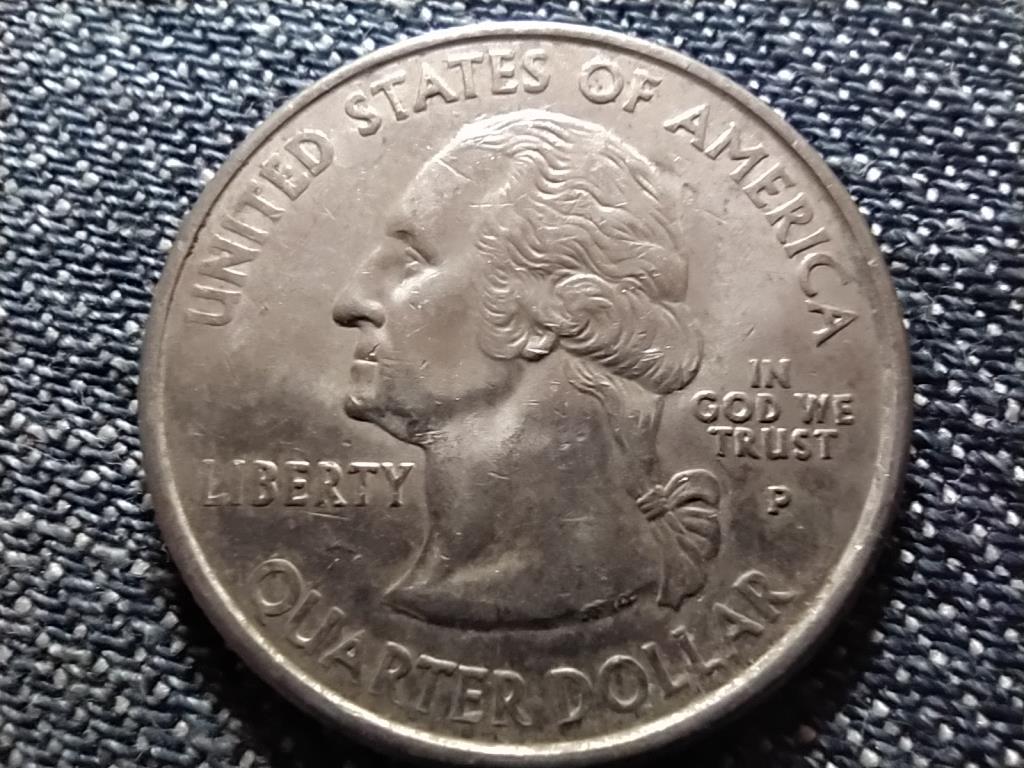 UNITED STATES OF AMERICA
IN
GOD WE
TRUST
LIBERTY
P
QUARTER DOLLAR